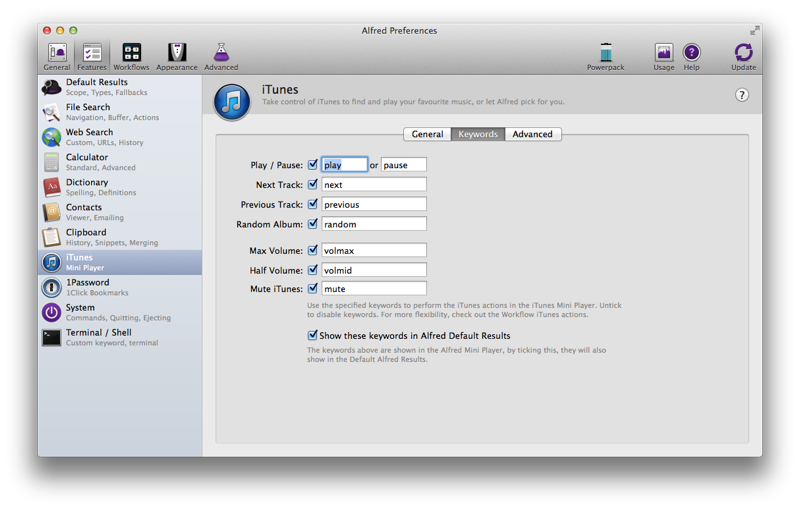 Alfred Preferences
General Features Workflows Appearance Advanced Powerpack Usage Help Update
Default Results
Scope, Types, Fallbacks
File Search
Navigation, Buffer, Actions
Web Search
Custom, URLs, History
Calculator
Standard, Advanced
Dictionary
Spelling, Definitions
Contacts
Viewer, Emailing
Clipboard
History, Snippets, Merging
iTunes
Mini Player
1Password
1Click Bookmarks
System
Commands, Quitting, Ejecting
Terminal / Shell
Custom keyword, terminal
iTunes
Take control of iTunes to find and play your favourite music, or let Alfred pick for you.
?
General Keywords Advanced
Play / Pause: play or pause
Next Track: next
Previous Track: previous
Random Album: random
Max Volume: volmax
Half Volume: volmid
Mute iTunes: mute
Use the specified keywords to perform the iTunes actions in the iTunes Mini Player. Untick
to disable keywords. For more flexibility, check out the Workflow iTunes actions.
Show these keywords in Alfred Default Results
The keywords above are shown in the Alfred Mini Player, by ticking this, they will also
show in the Default Alfred Results.